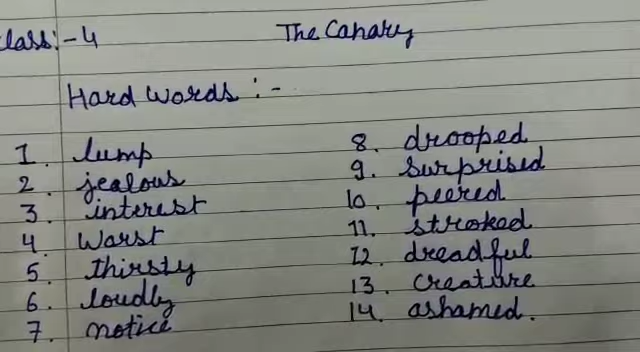 Class:-4 The Canary
Hard Words :-
1. lump
2. jealous
3. interest
4. Worst
5. thirsty
6. loudly
7. notice
8. drooped
9. surprised
10. peered
11. stroked
12. dreadful
13. creature
14. ashamed.